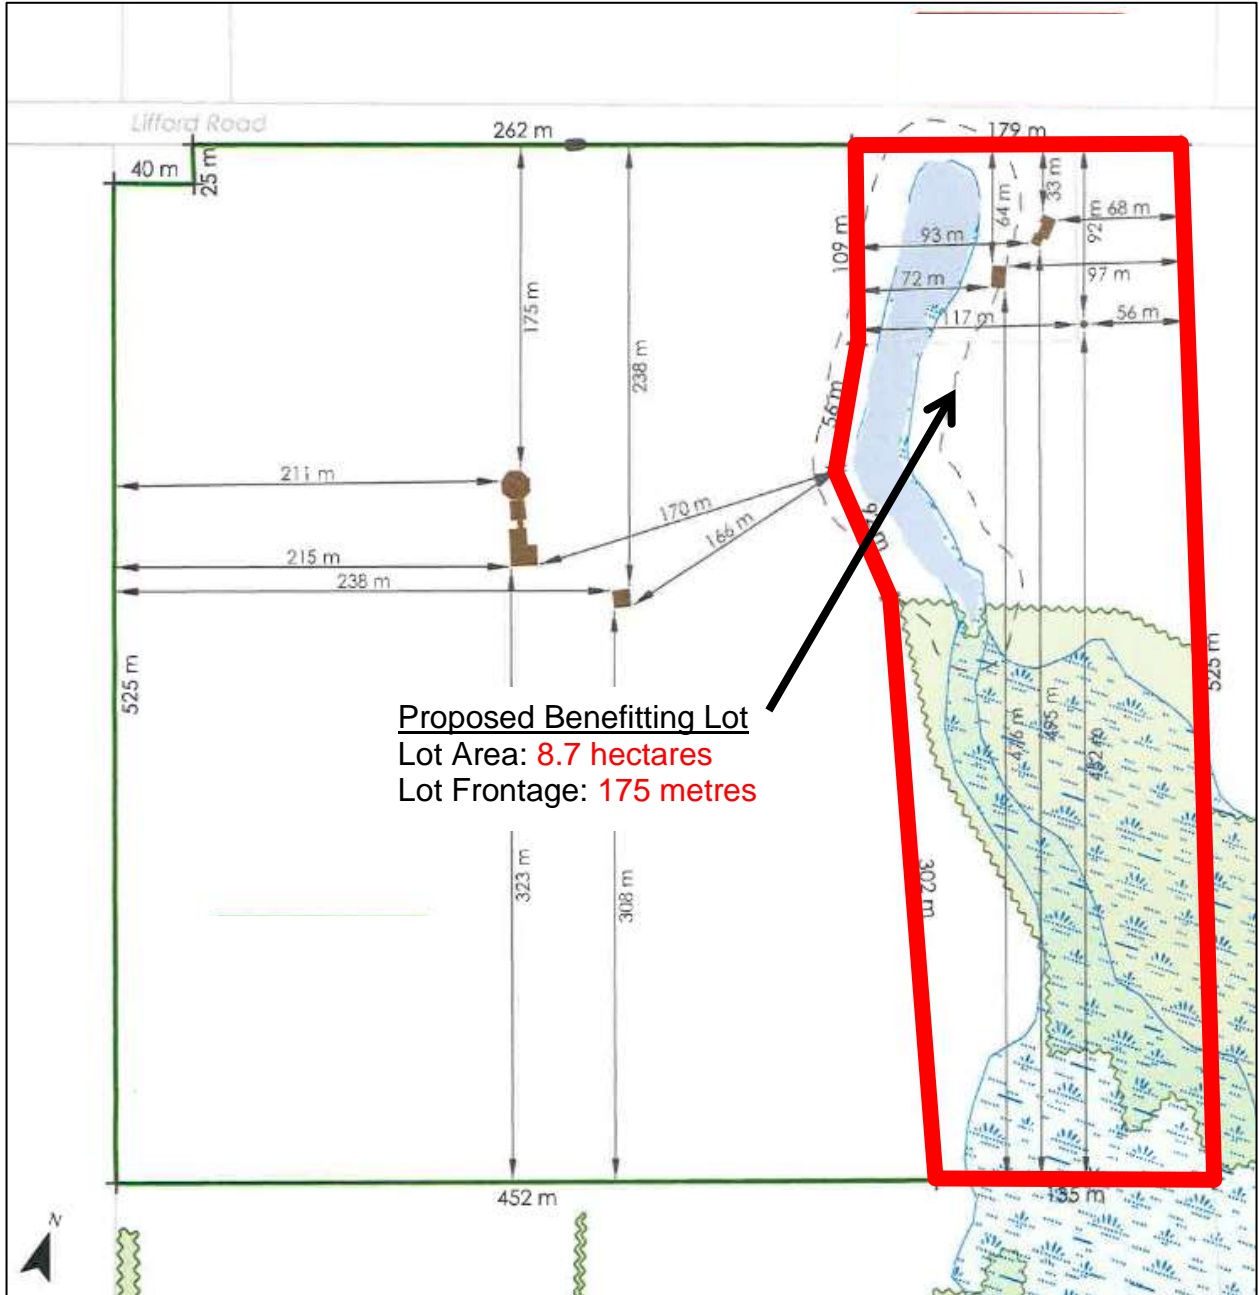 Lifford Road
262 m
179 m
40 m
25 m
33 m
64 m
92 m
68 m
93 m
109 m
97 m
72 m
175 m
117 m
56 m
238 m
56 m
211 m
170 m
166 m
215 m
238 m
525 m
525 m
Proposed Benefitting Lot
Lot Area: 8.7 hectares
Lot Frontage: 175 metres
476 m
495 m
432 m
323 m
308 m
302 m
452 m
135 m
N